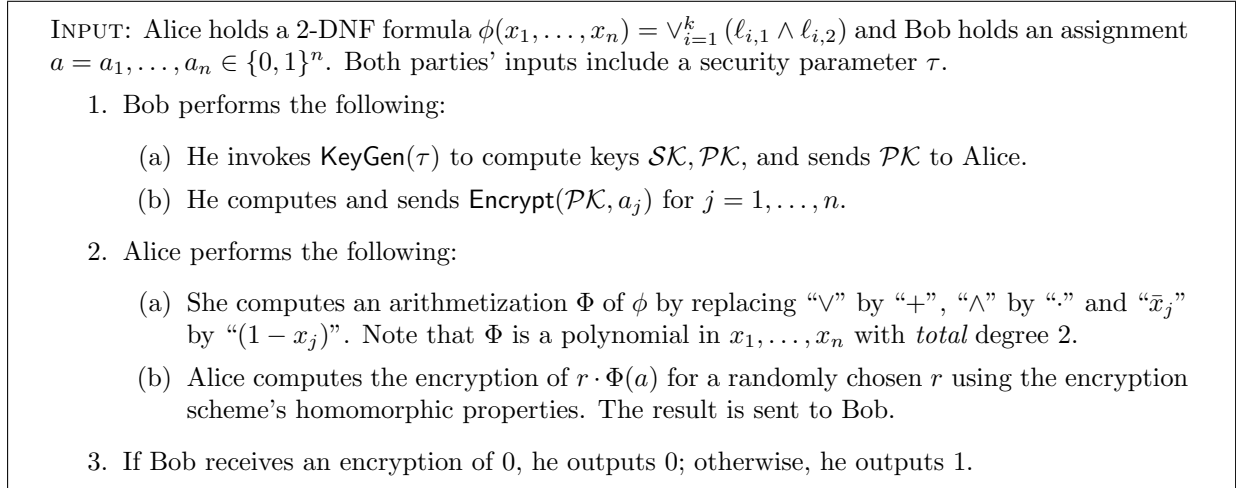 INPUT: Alice holds a 2-DNF formula ϕ(x₁, . . . , xₙ) = ∨ᵏᵢ₌₁ (ℓᵢ,₁ ∧ ℓᵢ,₂) and Bob holds an assignment
a = a₁, . . . , aₙ ∈ {0, 1}ⁿ. Both parties’ inputs include a security parameter τ.
1. Bob performs the following:
(a) He invokes KeyGen(τ) to compute keys 𝒮𝒦, 𝒫𝒦, and sends 𝒫𝒦 to Alice.
(b) He computes and sends Encrypt(𝒫𝒦, aⱼ) for j = 1, . . . , n.
2. Alice performs the following:
(a) She computes an arithmetization Φ of ϕ by replacing “∨” by “+”, “∧” by “·” and “x̄ⱼ”
by “(1 − xⱼ)”. Note that Φ is a polynomial in x₁, . . . , xₙ with total degree 2.
(b) Alice computes the encryption of r · Φ(a) for a randomly chosen r using the encryption
scheme’s homomorphic properties. The result is sent to Bob.
3. If Bob receives an encryption of 0, he outputs 0; otherwise, he outputs 1.